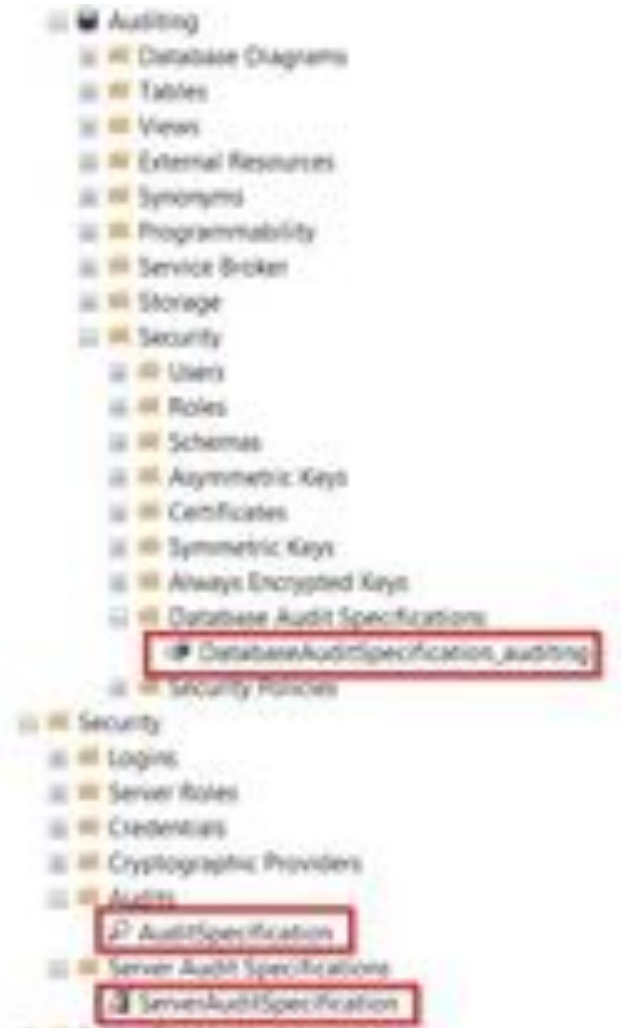 Auditing
Database Diagrams
Tables
Views
External Resources
Synonyms
Programmability
Service Broker
Storage
Security
Users
Roles
Schemas
Asymmetric Keys
Certificates
Symmetric Keys
Always Encrypted Keys
Database Audit Specifications
DatabaseAuditSpecification_auditing
Security Policies
Security
Logins
Server Roles
Credentials
Cryptographic Providers
Audits
AuditSpecification
Server Audit Specifications
ServerAuditSpecification